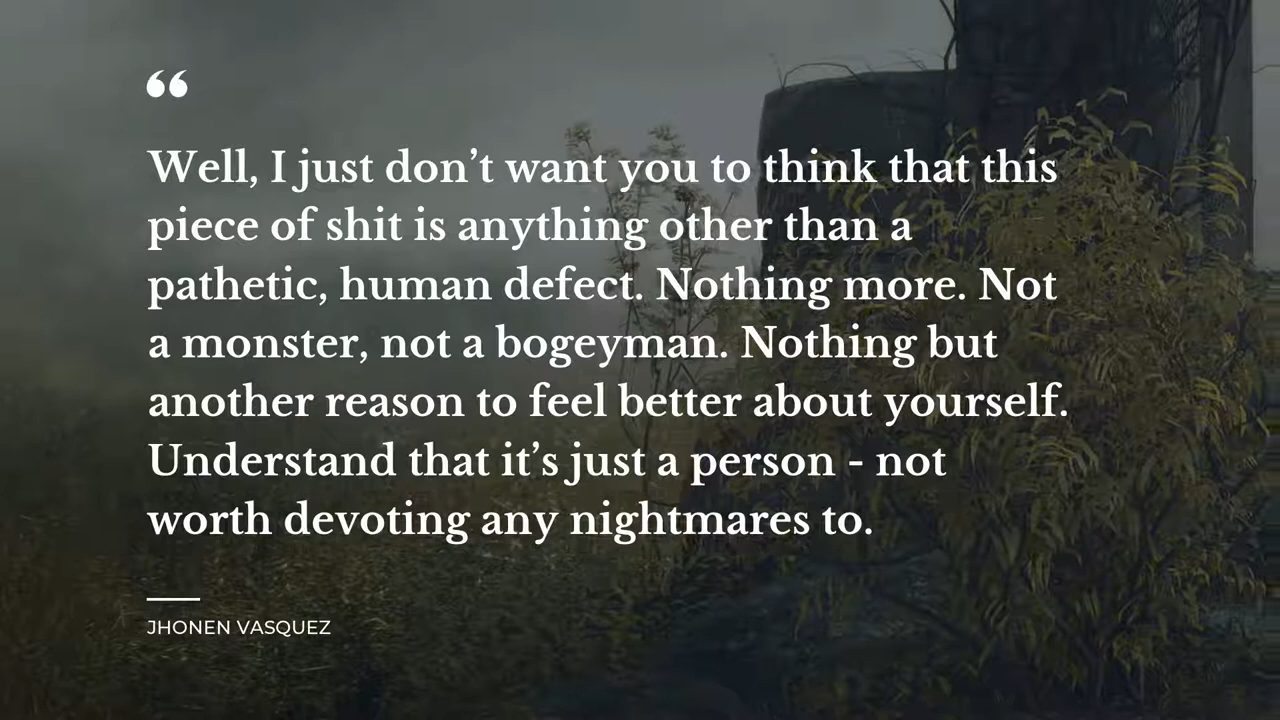 “
Well, I just don’t want you to think that this
piece of shit is anything other than a
pathetic, human defect. Nothing more. Not
a monster, not a bogeyman. Nothing but
another reason to feel better about yourself.
Understand that it’s just a person - not
worth devoting any nightmares to.
JHONEN VASQUEZ